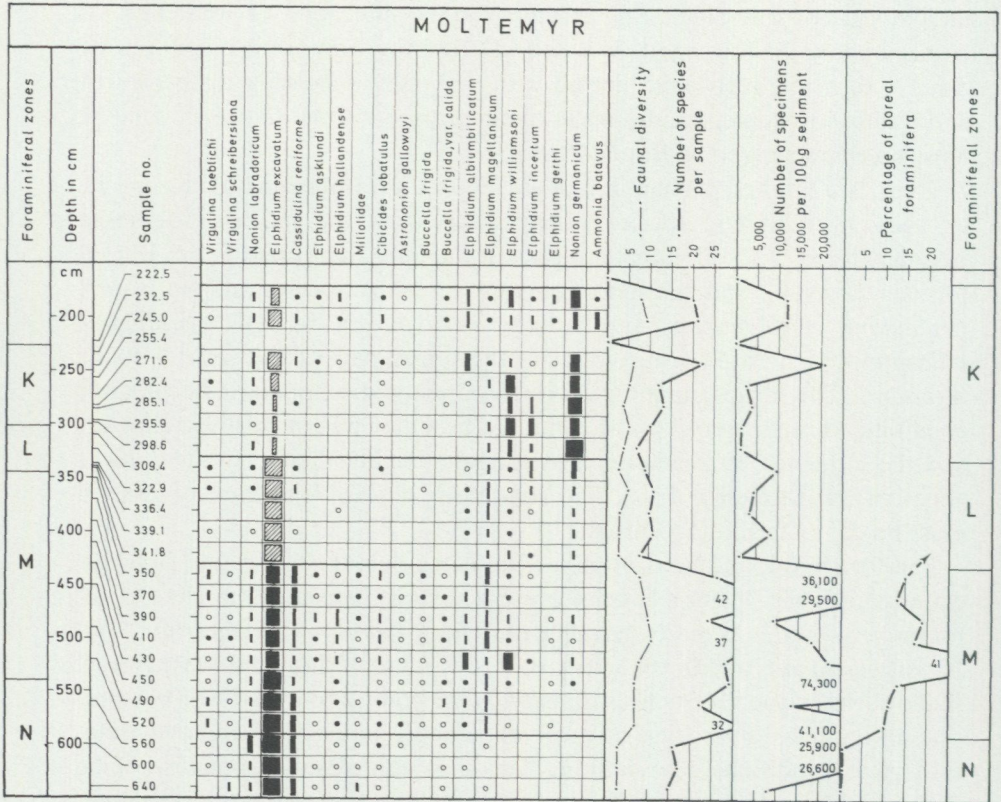 MOLTEMYR
Foraminiferal zones
Depth in cm
Sample no.
Virgulina loeblichi
Virgulina schreibersiana
Nonion labradoricum
Elphidium excavatum
Cassidulina reniforme
Elphidium asklundi
Elphidium hallandense
Miliolidae
Cibicides lobatulus
Astrononion gallowayi
Buccella frigida
Buccella frigida, var. calida
Elphidium albiumbilicatum
Elphidium magellanicum
Elphidium williamsoni
Elphidium incertum
Elphidium gerthi
Nonion germanicum
Ammonia batavus
Faunal diversity
Number of species
per sample
5
10
15
20
25
Number of specimens
per 100g sediment
5,000
10,000
15,000
20,000
Percentage of boreal
foraminifera
5
10
15
20
Foraminiferal zones
cm
200
250
300
350
400
450
500
550
600
K
L
M
N
222.5
232.5
245.0
255.4
271.6
282.4
285.1
295.9
298.6
309.4
322.9
336.4
339.1
341.8
350
370
390
410
430
450
490
520
560
600
640
42
37
32
36,100
29,500
74,300
41,100
25,900
26,600
41
K
L
M
N